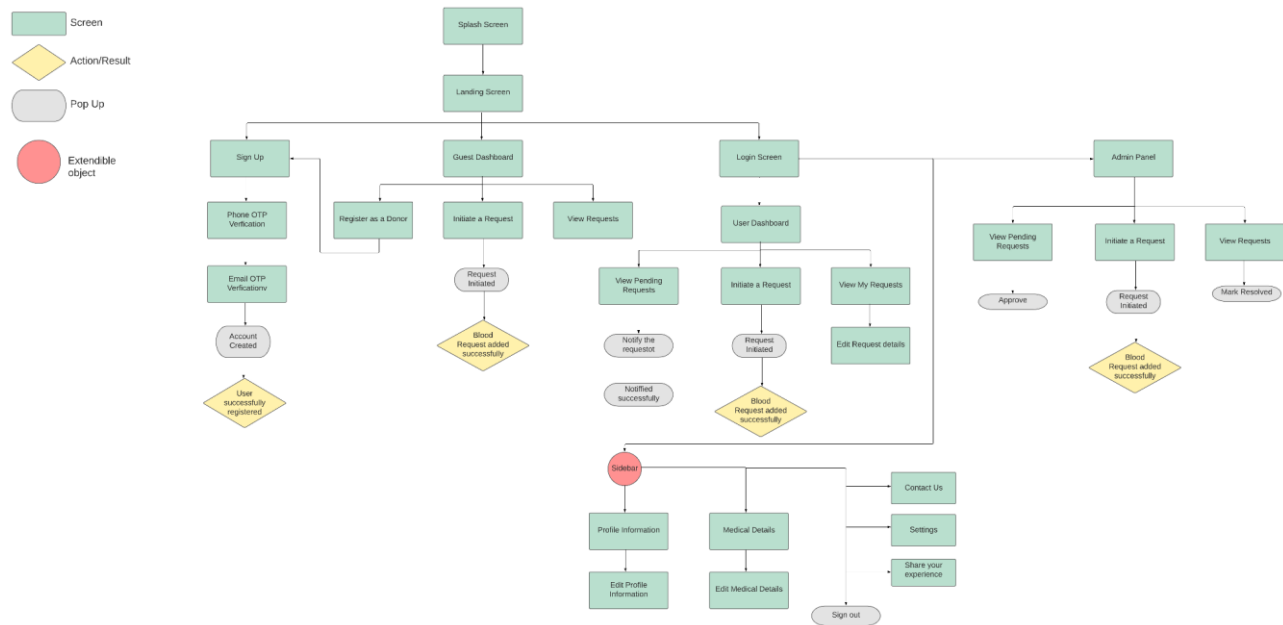 Screen
Action/Result
Pop Up
Extendible
object
Splash Screen
Landing Screen
Sign Up
Guest Dashboard
Login Screen
Admin Panel
Phone OTP
Verfication
Register as a Donor
Initiate a Request
View Requests
User Dashboard
View Pending
Requests
Initiate a Request
View Requests
Email OTP
Verficationv
Request
Initiated
View Pending
Requests
Initiate a Request
View My Requests
Approve
Request
Initiated
Mark Resolved
Account
Created
Blood
Request added
successfully
Notify the
requestot
Request
Initiated
Edit Request details
Blood
Request added
successfully
User
successfully
registered
Notiffied
successfully
Blood
Request added
successfully
Sidebar
Contact Us
Profile Information
Medical Details
Settings
Share your
experience
Edit Profile
Information
Edit Medical Details
Sign out